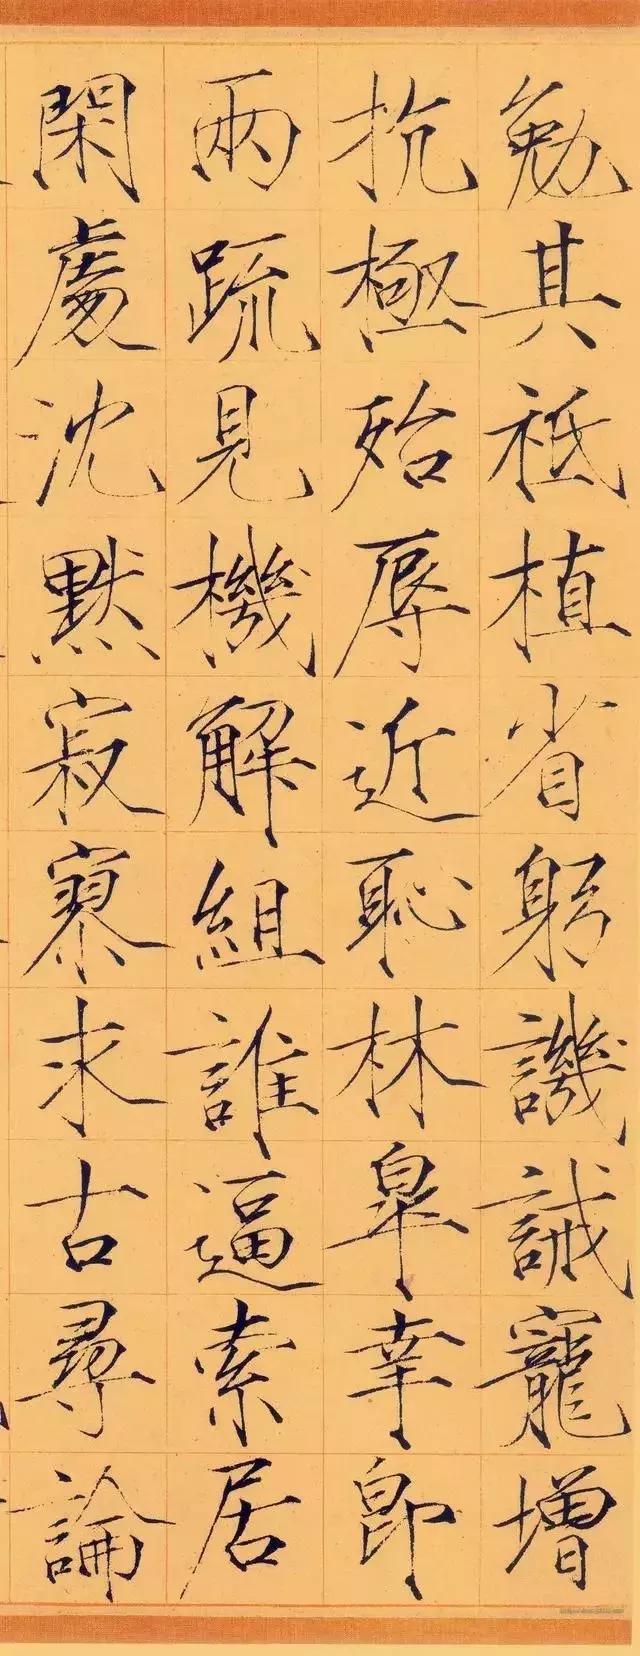 勉其祗植省躬譏誡寵增
抗極殆辱近恥林皐幸即
兩疏見機解組誰逼索居
閑處沈默寂寥求古尋論